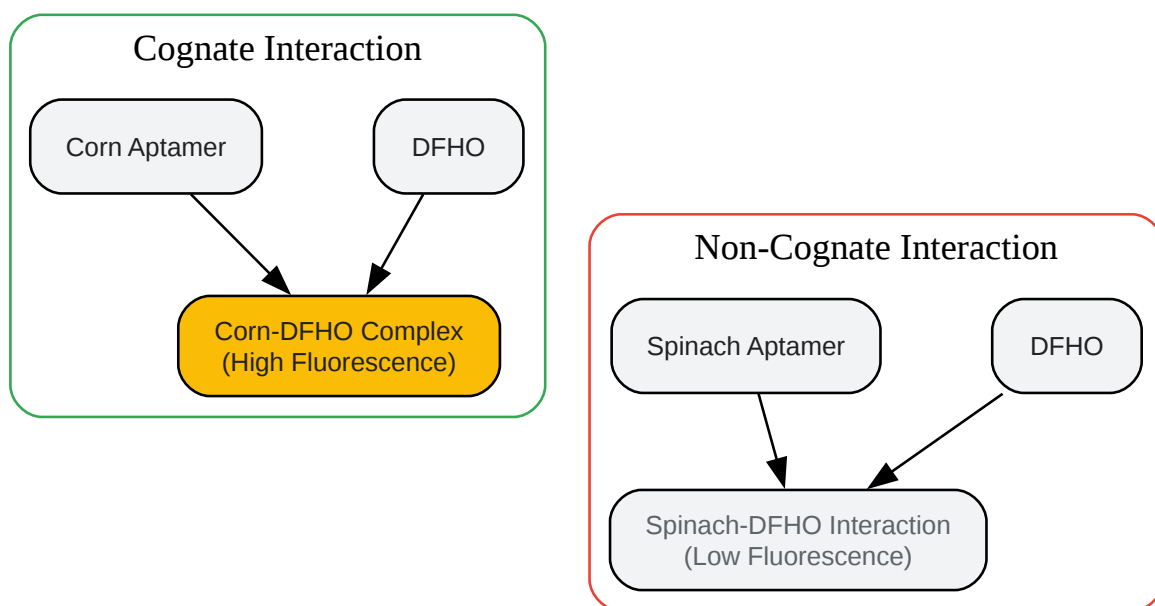 Cognate Interaction
Corn Aptamer
DFHO
Corn-DFHO Complex
(High Fluorescence)
Non-Cognate Interaction
Spinach Aptamer
DFHO
Spinach-DFHO Interaction
(Low Fluorescence)